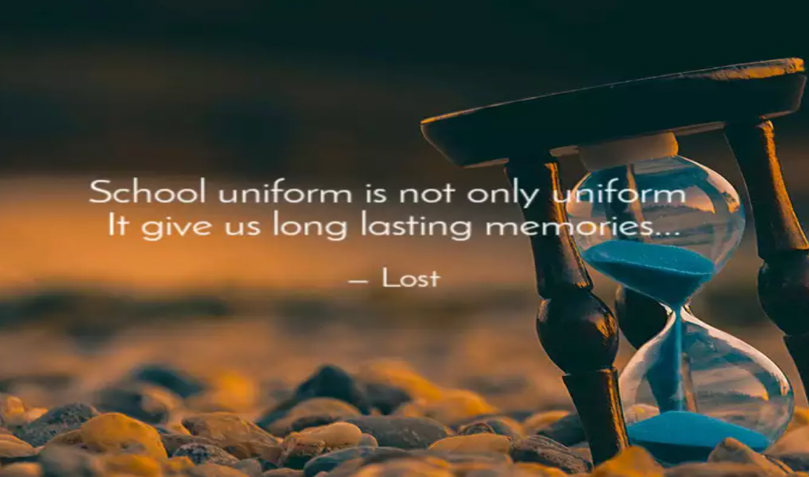 School uniform is not only uniform
It give us long lasting memories...
– Lost